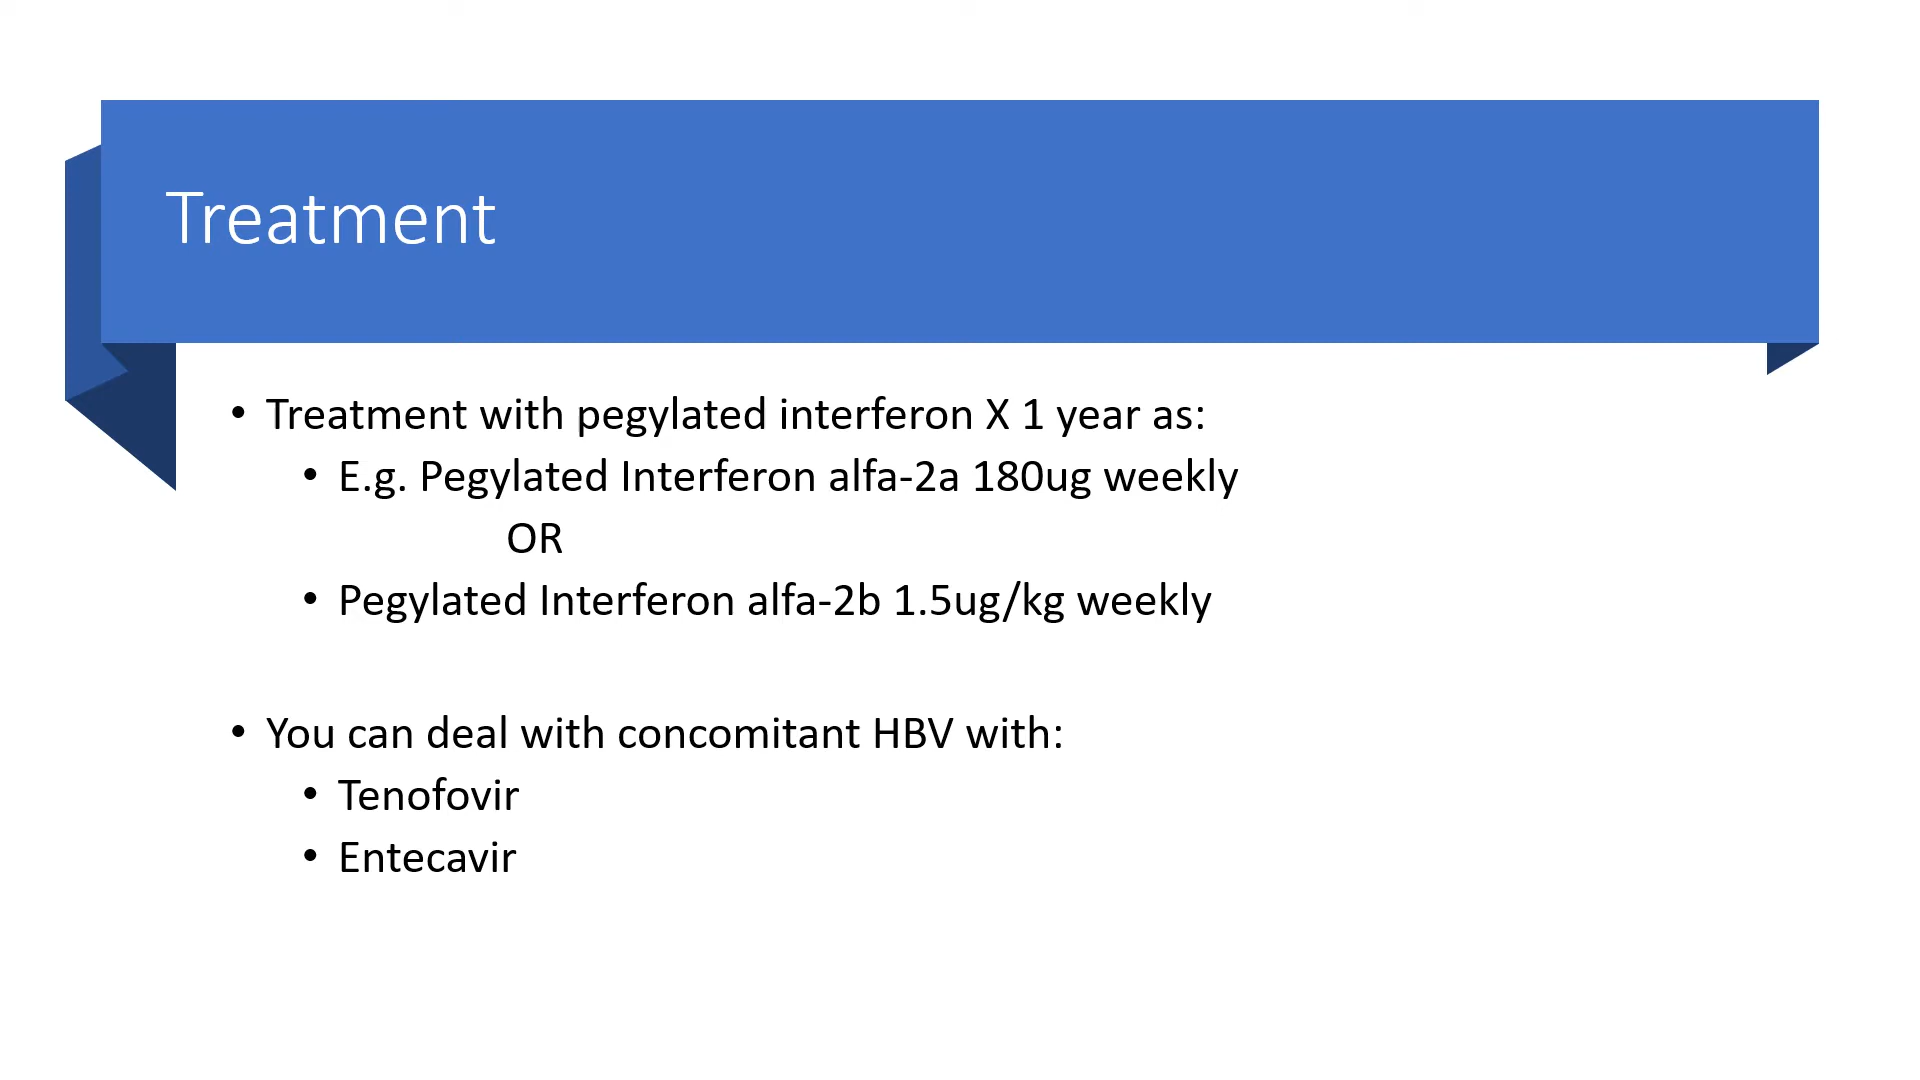 Treatment
• Treatment with pegylated interferon X 1 year as:
• E.g. Pegylated Interferon alfa-2a 180ug weekly
OR
• Pegylated Interferon alfa-2b 1.5ug/kg weekly
• You can deal with concomitant HBV with:
• Tenofovir
• Entecavir